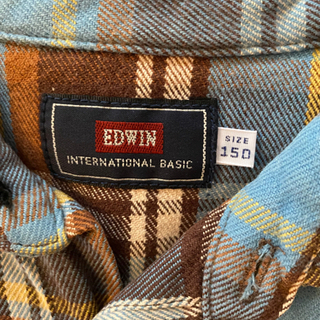 EDWIN
INTERNATIONAL BASIC
SIZE
150